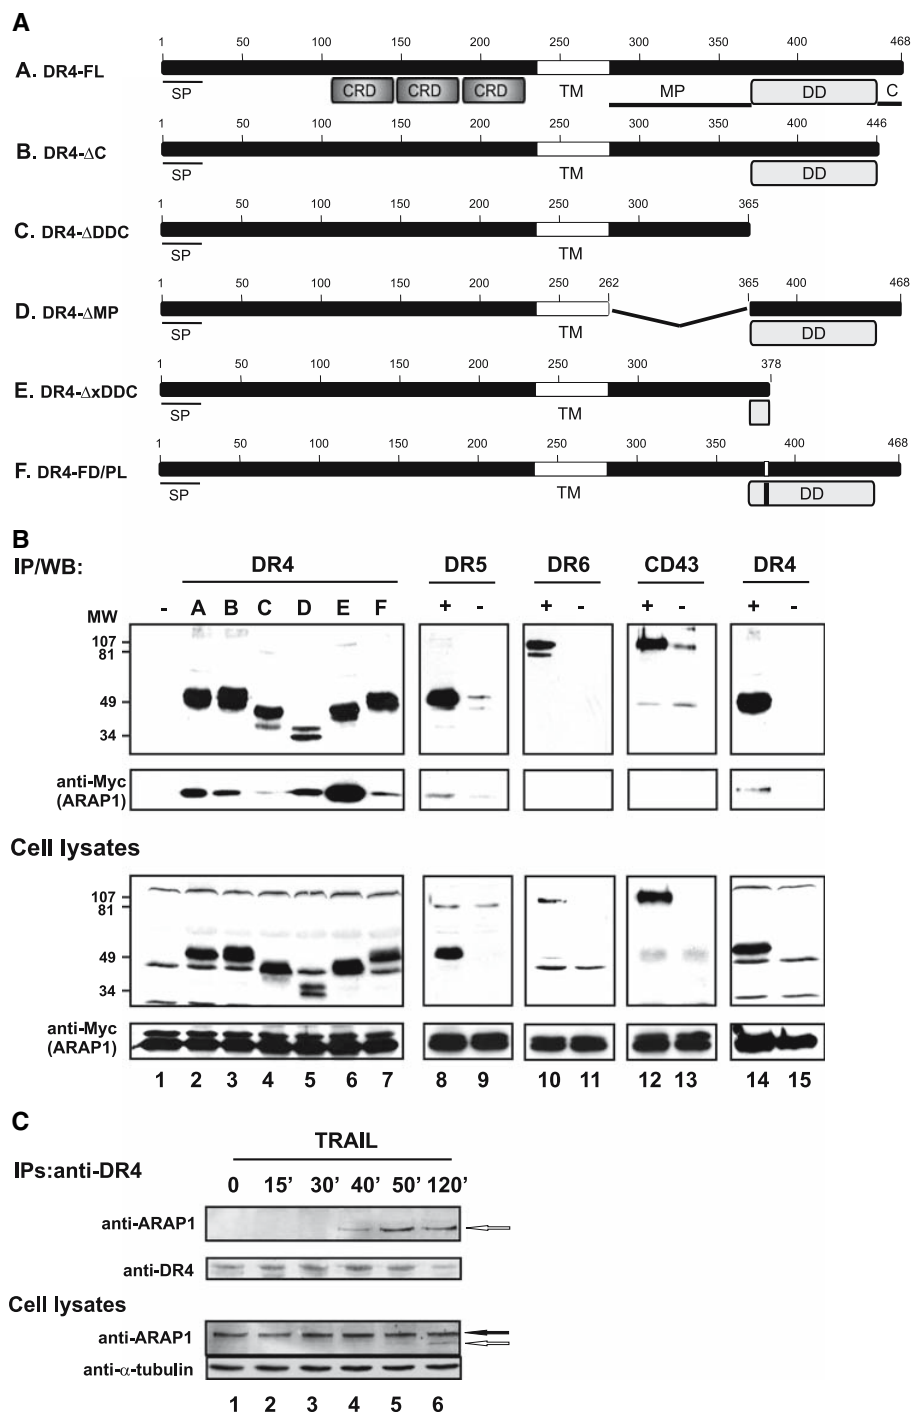 A
1 50 100 150 200 250 300 350 400 468
A. DR4-FL
SP CRD CRD CRD TM MP DD C
1 50 100 150 200 250 300 350 400 446
B. DR4-ΔC
SP TM DD
1 50 100 150 200 250 300 365
C. DR4-ΔDDC
SP TM
1 50 100 150 200 250 262 365 400 468
D. DR4-ΔMP
SP TM DD
1 50 100 150 200 250 300 378
E. DR4-ΔxDDC
SP TM
1 50 100 150 200 250 300 400 468
F. DR4-FD/PL
SP TM DD
B
IP/WB: DR4 DR5 DR6 CD43 DR4
MW - A B C D E F + - + - + - + -
107
81
49
34
anti-Myc
(ARAP1)
Cell lysates
107
81
49
34
anti-Myc
(ARAP1)
1 2 3 4 5 6 7 8 9 10 11 12 13 14 15
C
TRAIL
IPs:anti-DR4
0 15' 30' 40' 50' 120'
anti-ARAP1
anti-DR4
Cell lysates
anti-ARAP1
anti-α-tubulin
1 2 3 4 5 6